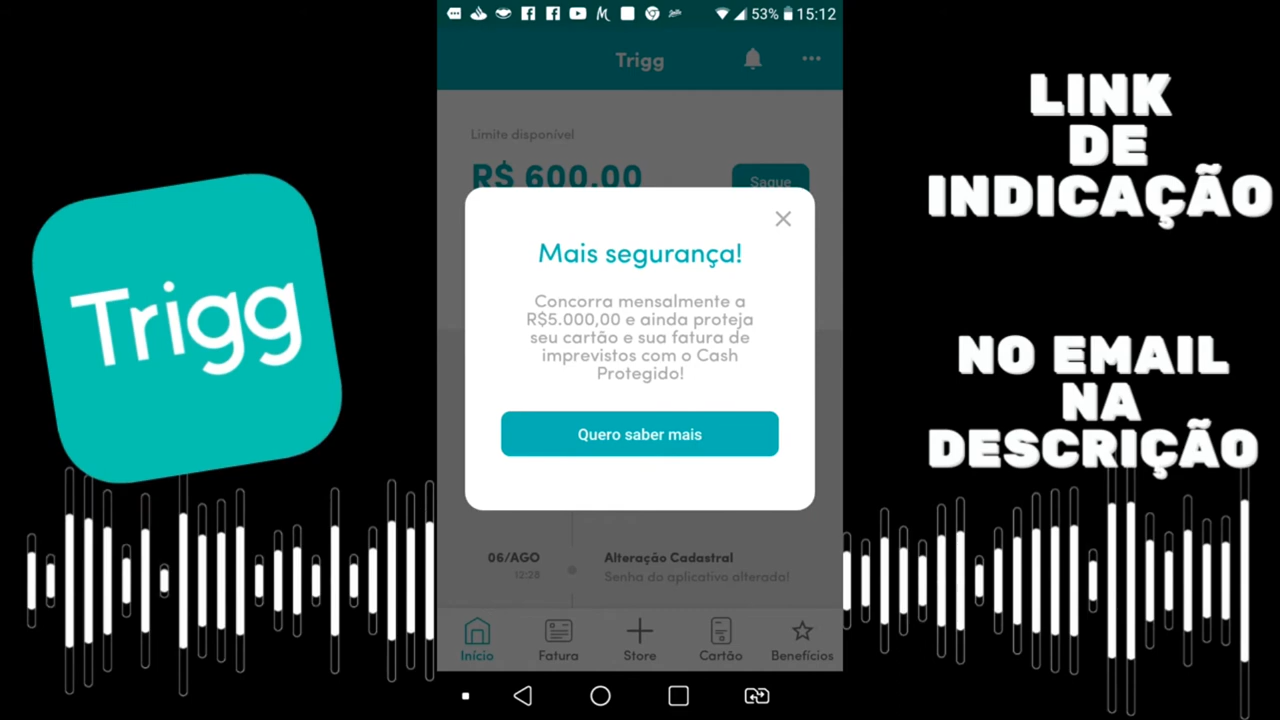 53% 15:12
Trigg
Limite disponível
R$ 600,00
Saque
Mais segurança!
Concorra mensalmente a
R$5.000,00 e ainda proteja
seu cartão e sua fatura de
imprevistos com o Cash
Protegido!
Quero saber mais
06/AGO
12:28
Alteração Cadastral
Senha do aplicativo alterada!
Início
Fatura
Store
Cartão
Benefícios
Trigg
LINK
DE
INDICAÇÃO
NO EMAIL
NA
DESCRIÇÃO